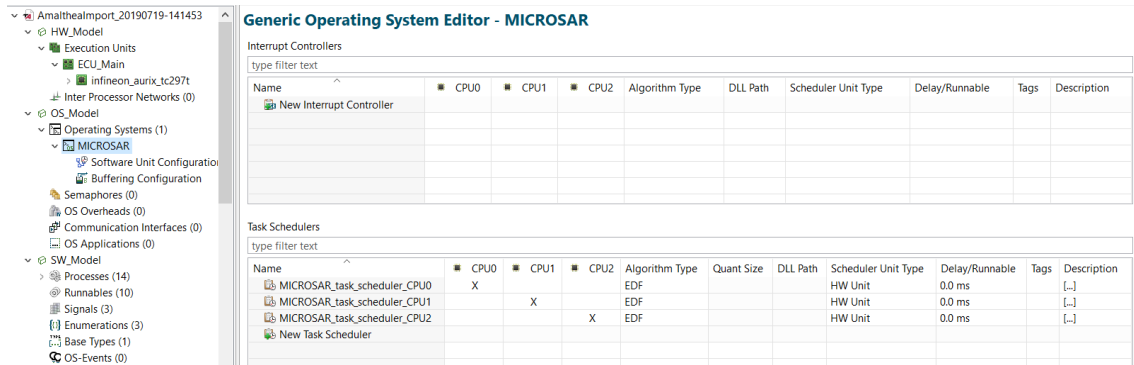 AmaltheaImport_20190719-141453
HW_Model
Execution Units
ECU_Main
infineon_aurix_tc297t
Inter Processor Networks (0)
OS_Model
Operating Systems (1)
MICROSAR
Software Unit Configuration
Buffering Configuration
Semaphores (0)
OS Overheads (0)
Communication Interfaces (0)
OS Applications (0)
SW_Model
Processes (14)
Runnables (10)
Signals (3)
Enumerations (3)
Base Types (1)
OS-Events (0)
Generic Operating System Editor - MICROSAR
Interrupt Controllers
type filter text
Name CPU0 CPU1 CPU2 Algorithm Type DLL Path Scheduler Unit Type Delay/Runnable Tags Description
New Interrupt Controller
Task Schedulers
type filter text
Name CPU0 CPU1 CPU2 Algorithm Type Quant Size DLL Path Scheduler Unit Type Delay/Runnable Tags Description
MICROSAR_task_scheduler_CPU0 X EDF HW Unit 0.0 ms [...]
MICROSAR_task_scheduler_CPU1 X EDF HW Unit 0.0 ms [...]
MICROSAR_task_scheduler_CPU2 X EDF HW Unit 0.0 ms [...]
New Task Scheduler